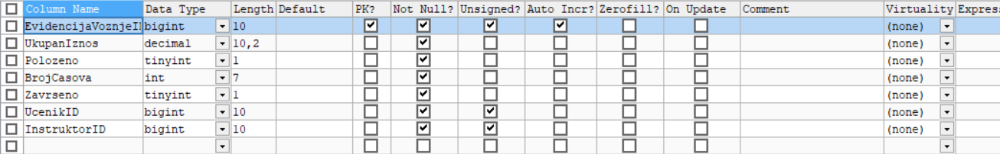 Column Name Data Type Length Default PK? Not Null? Unsigned? Auto Incr? Zerofill? On Update Comment Virtuality Expres
EvidencijaVoznjeI bigint 10 (none)
UkupanIznos decimal 10,2 (none)
Polozeno tinyint 1 (none)
BrojCasova int 7 (none)
Zavrseno tinyint 1 (none)
UcenikID bigint 10 (none)
InstruktorID bigint 10 (none)